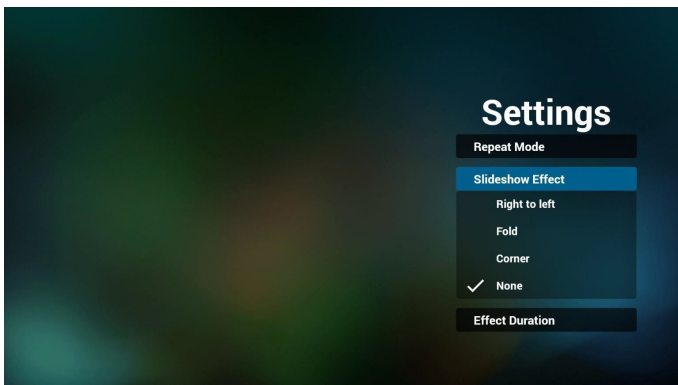 Settings
Repeat Mode
Slideshow Effect
Right to left
Fold
Corner
None
Effect Duration